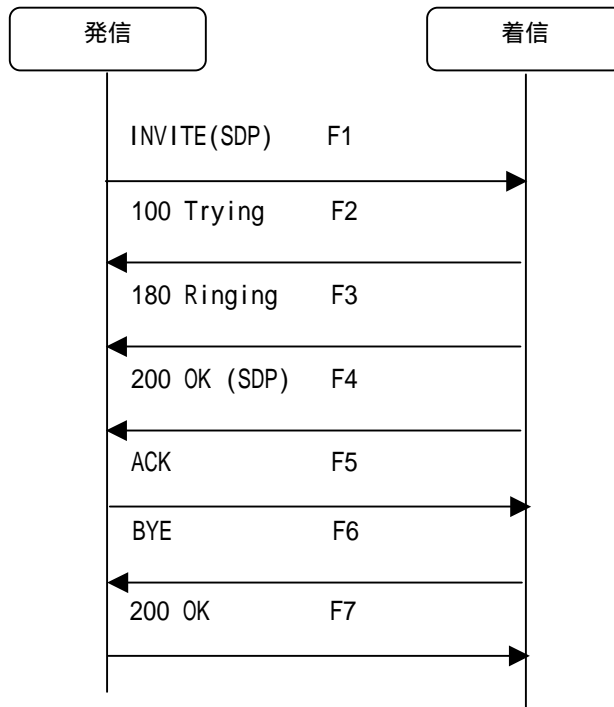 発信
着信
INVITE(SDP) F1
100 Trying F2
180 Ringing F3
200 OK (SDP) F4
ACK F5
BYE F6
200 OK F7